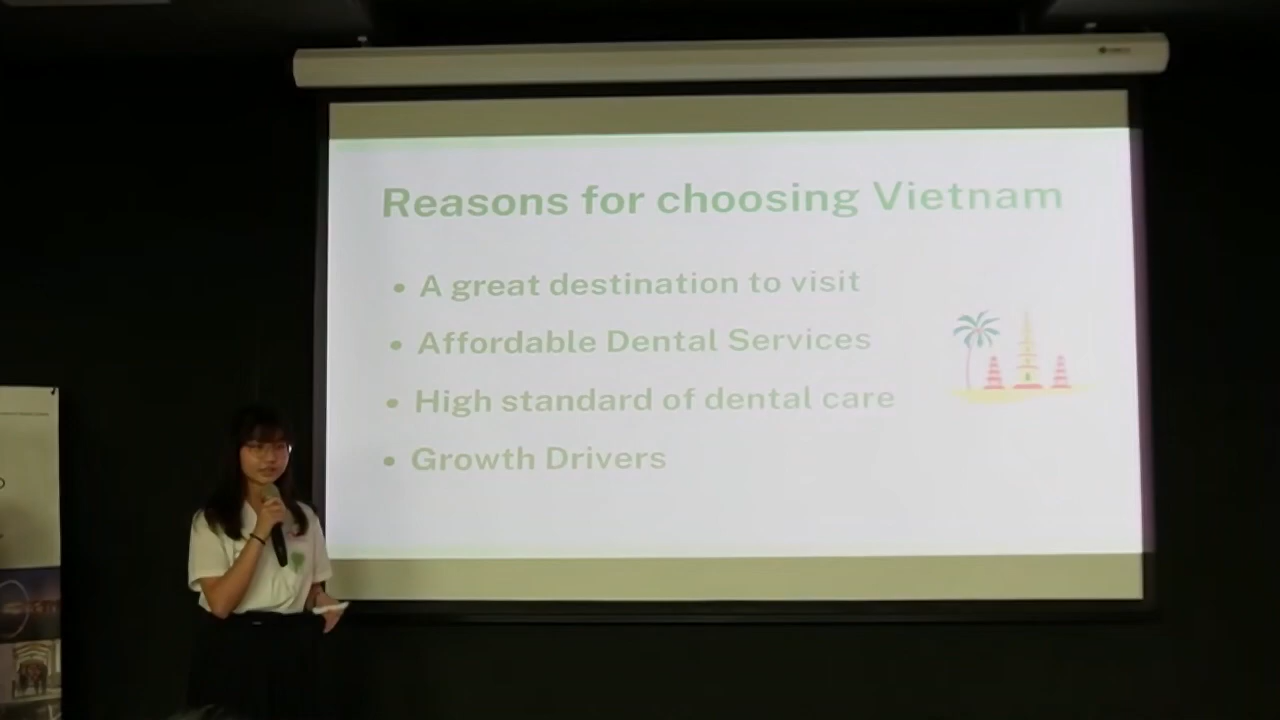 Reasons for choosing Vietnam
• A great destination to visit
• Affordable Dental Services
• High standard of dental care
• Growth Drivers